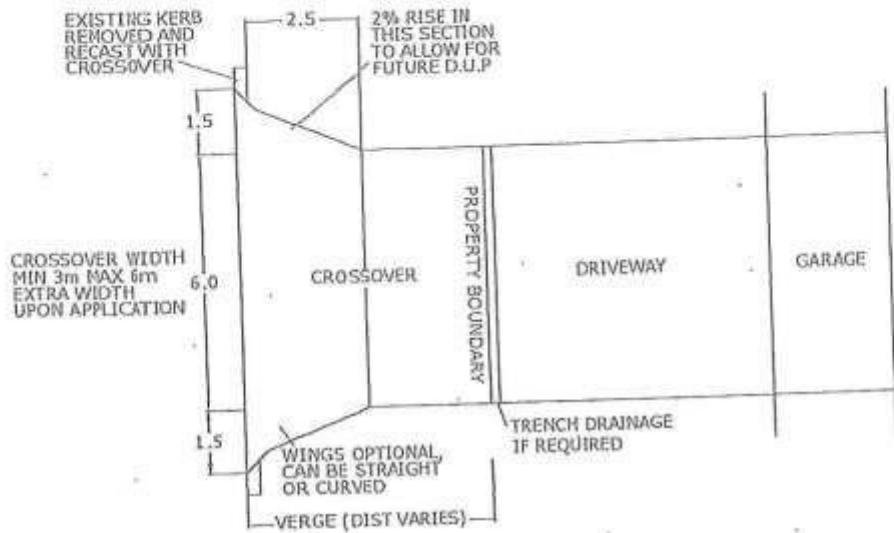 EXISTING KERB
REMOVED AND
RECAST WITH
CROSSOVER
2.5
2% RISE IN
THIS SECTION
TO ALLOW FOR
FUTURE D.U.P
1.5
CROSSOVER WIDTH
MIN 3m MAX 6m
EXTRA WIDTH
UPON APPLICATION
6.0
CROSSOVER
PROPERTY BOUNDARY
DRIVEWAY
GARAGE
1.5
WINGS OPTIONAL,
CAN BE STRAIGHT
OR CURVED
TRENCH DRAINAGE
IF REQUIRED
VERGE (DIST VARIES)